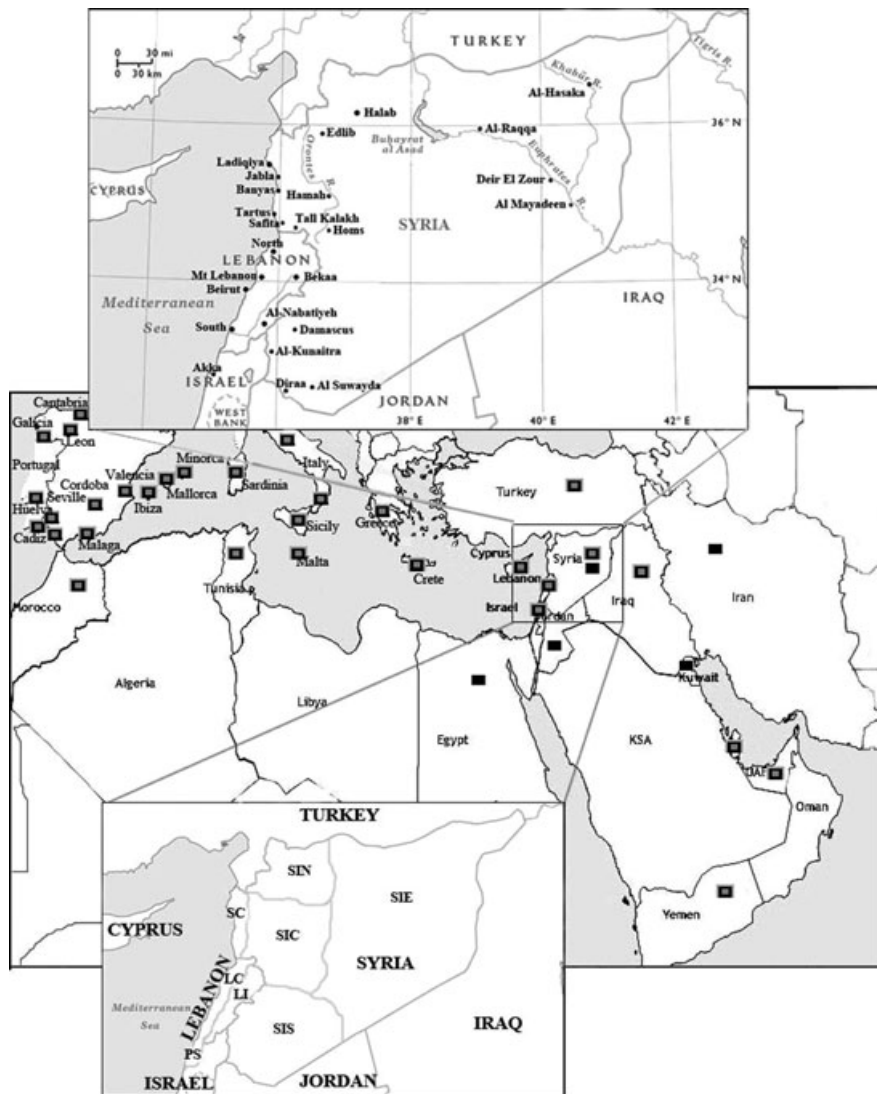 TURKEY
Tigris R.
0 30 mi
0 30 km
Khabūr R.
Al-Hasaka
Halab
36° N
Edlib
Buhayrat
al Asad
Al-Raqqa
Orontes R.
Euphrates R.
Ladiqiya
Jabla
Banyas
CYPRUS
Hamah
Deir El Zour
Al Mayadeen
Tartus
Safita
Tall Kalakh
Homs
SYRIA
North
LEBANON
Mt Lebanon
Bekaa
34° N
Beirut
IRAQ
Mediterranean
Sea
Al-Nabatiyeh
South
Damascus
Al-Kunaitra
Akka
ISRAEL
Diraa
Al Suwayda
JORDAN
WEST
BANK
38° E
40° E
42° E
Cantabria
Galicia
Leon
Portugal
Minorca
Italy
Valencia
Cordoba
Mallorca
Sardinia
Turkey
Seville
Huelva
Ibiza
Greece
Sicily
Cadiz
Malaga
Malta
Crete
Cyprus
Syria
Lebanon
Tunisia
Morocco
Israel
Jordan
Iraq
Iran
Kuwait
Algeria
Libya
Egypt
KSA
UAE
Oman
Yemen
TURKEY
SIN
SIE
SC
CYPRUS
SIC
SYRIA
LEBANON
LC
LI
Mediterranean
Sea
SIS
IRAQ
PS
ISRAEL
JORDAN